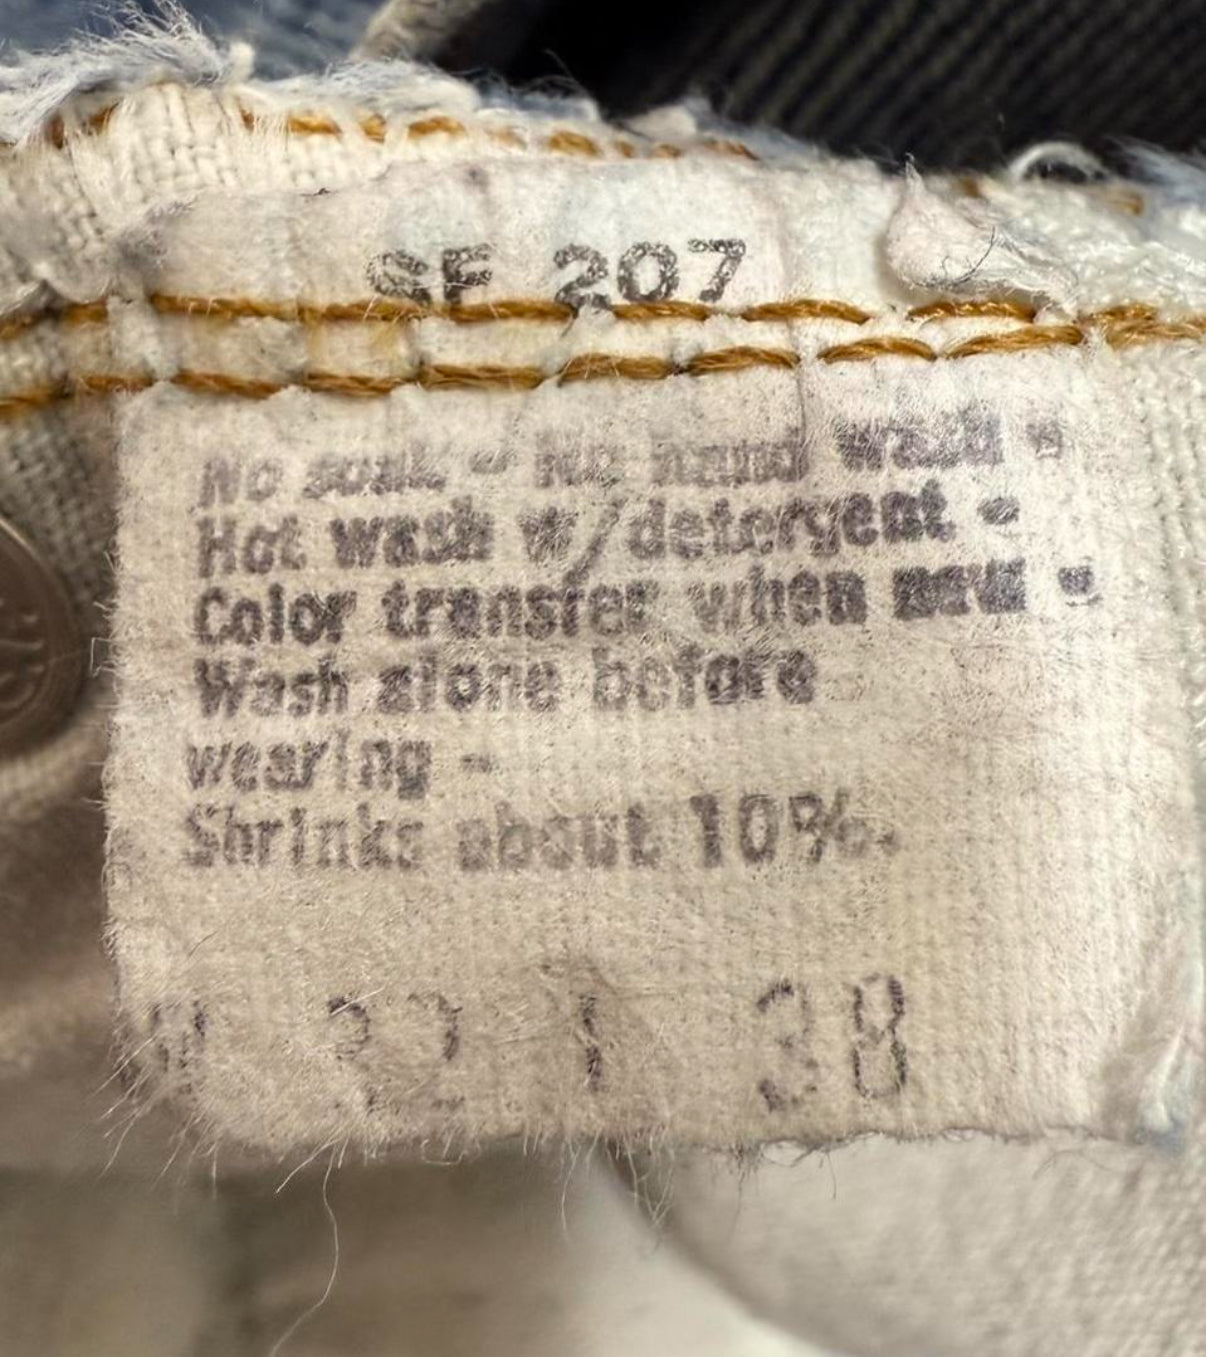 SF 207
No soak - No hand wash -
Hot wash w/detergent -
Color transfer when new -
Wash alone before
wearing -
Shrinks about 10%.
W 32 38